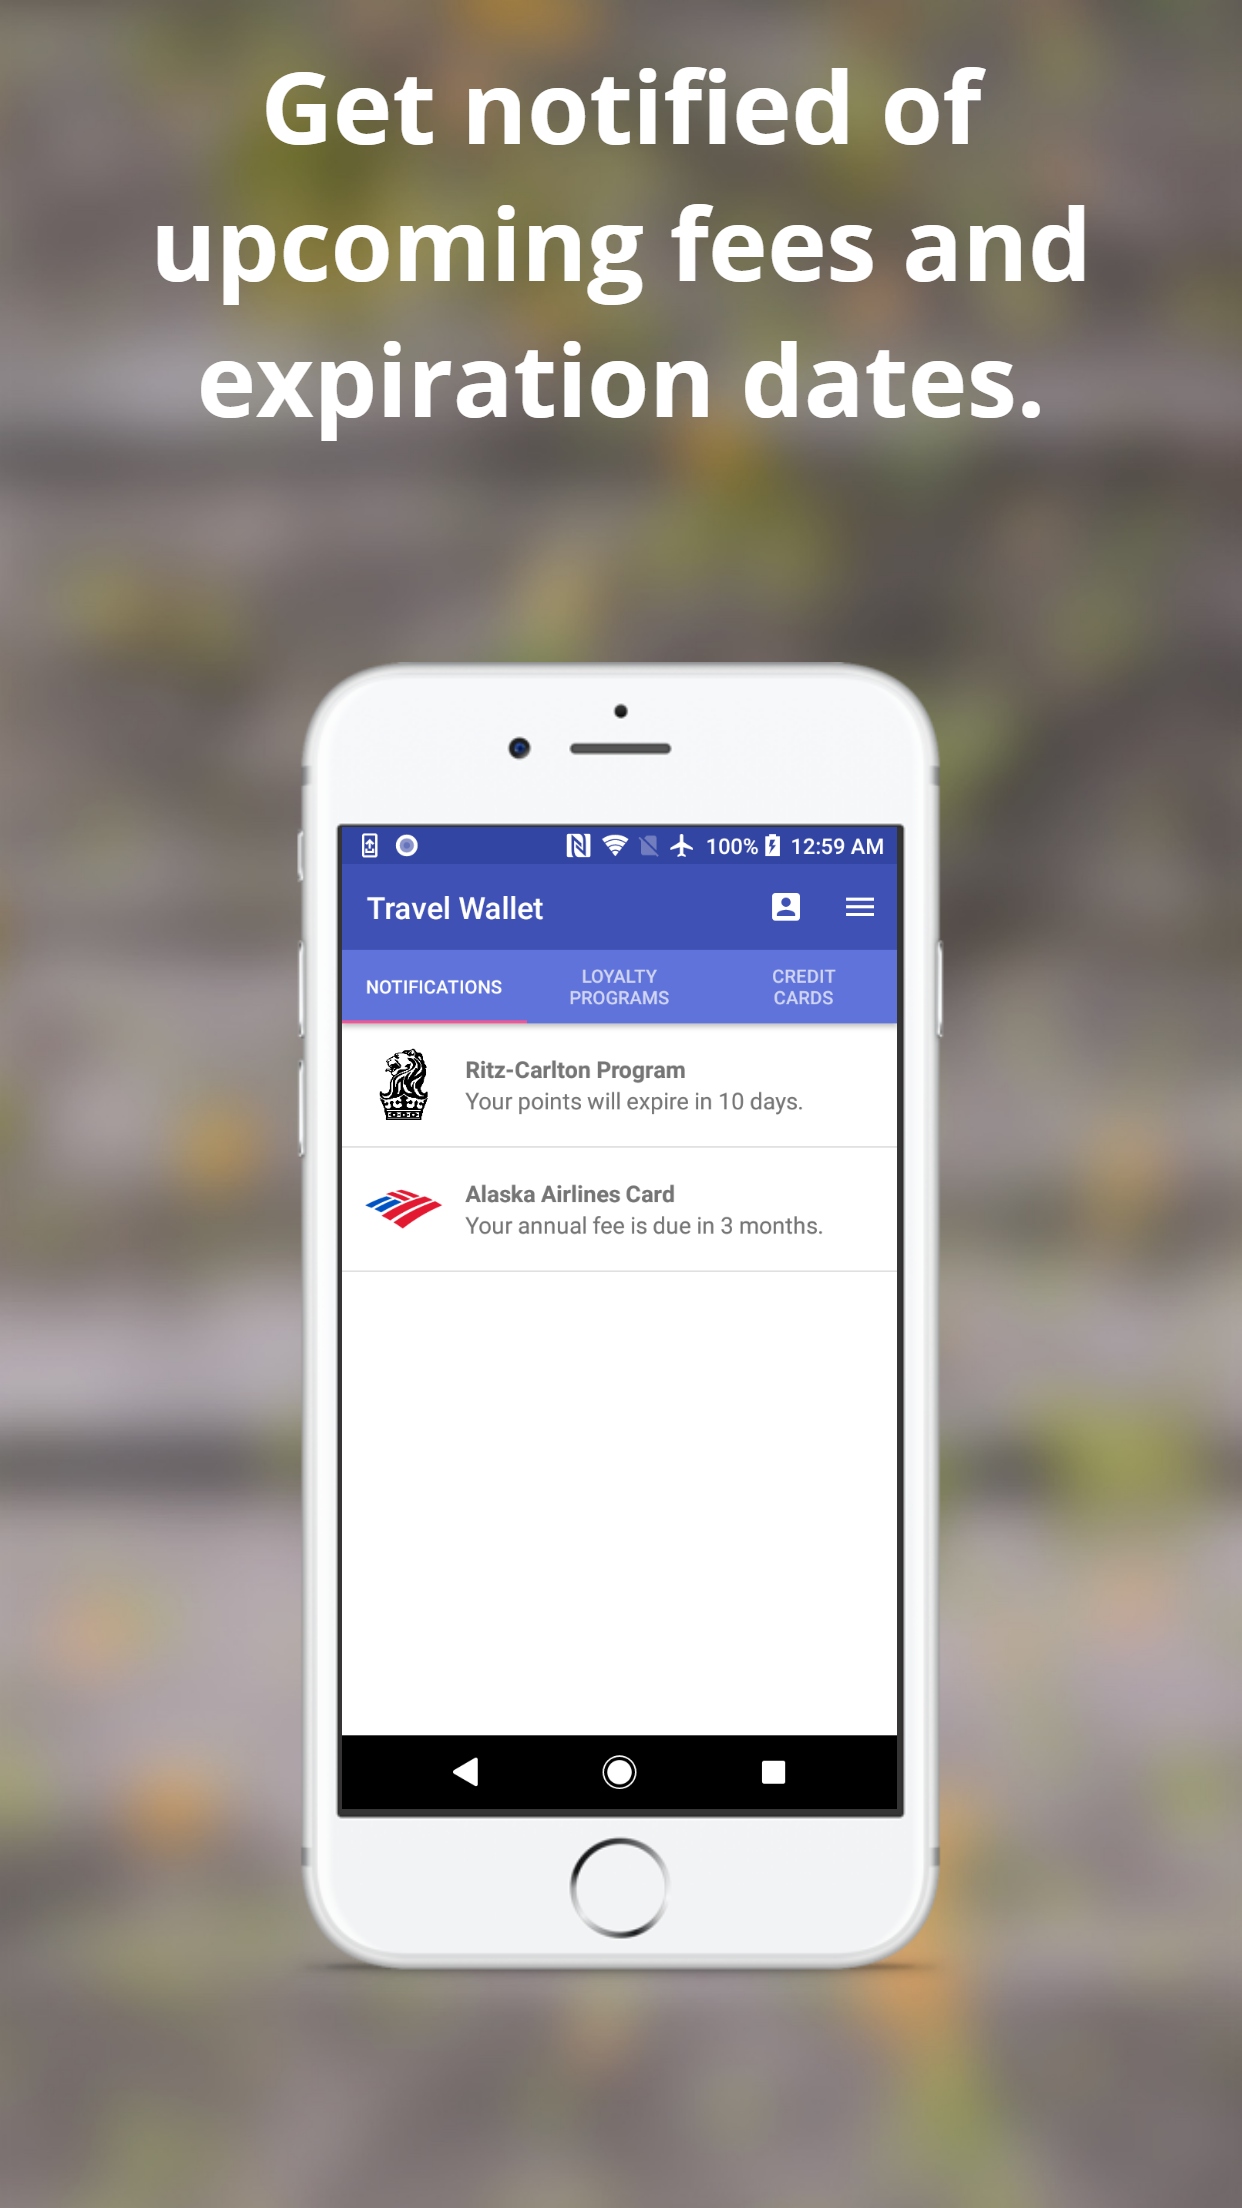 Get notified of
upcoming fees and
expiration dates.
100% 12:59 AM
Travel Wallet
NOTIFICATIONS
LOYALTY
PROGRAMS
CREDIT
CARDS
Ritz-Carlton Program
Your points will expire in 10 days.
Alaska Airlines Card
Your annual fee is due in 3 months.